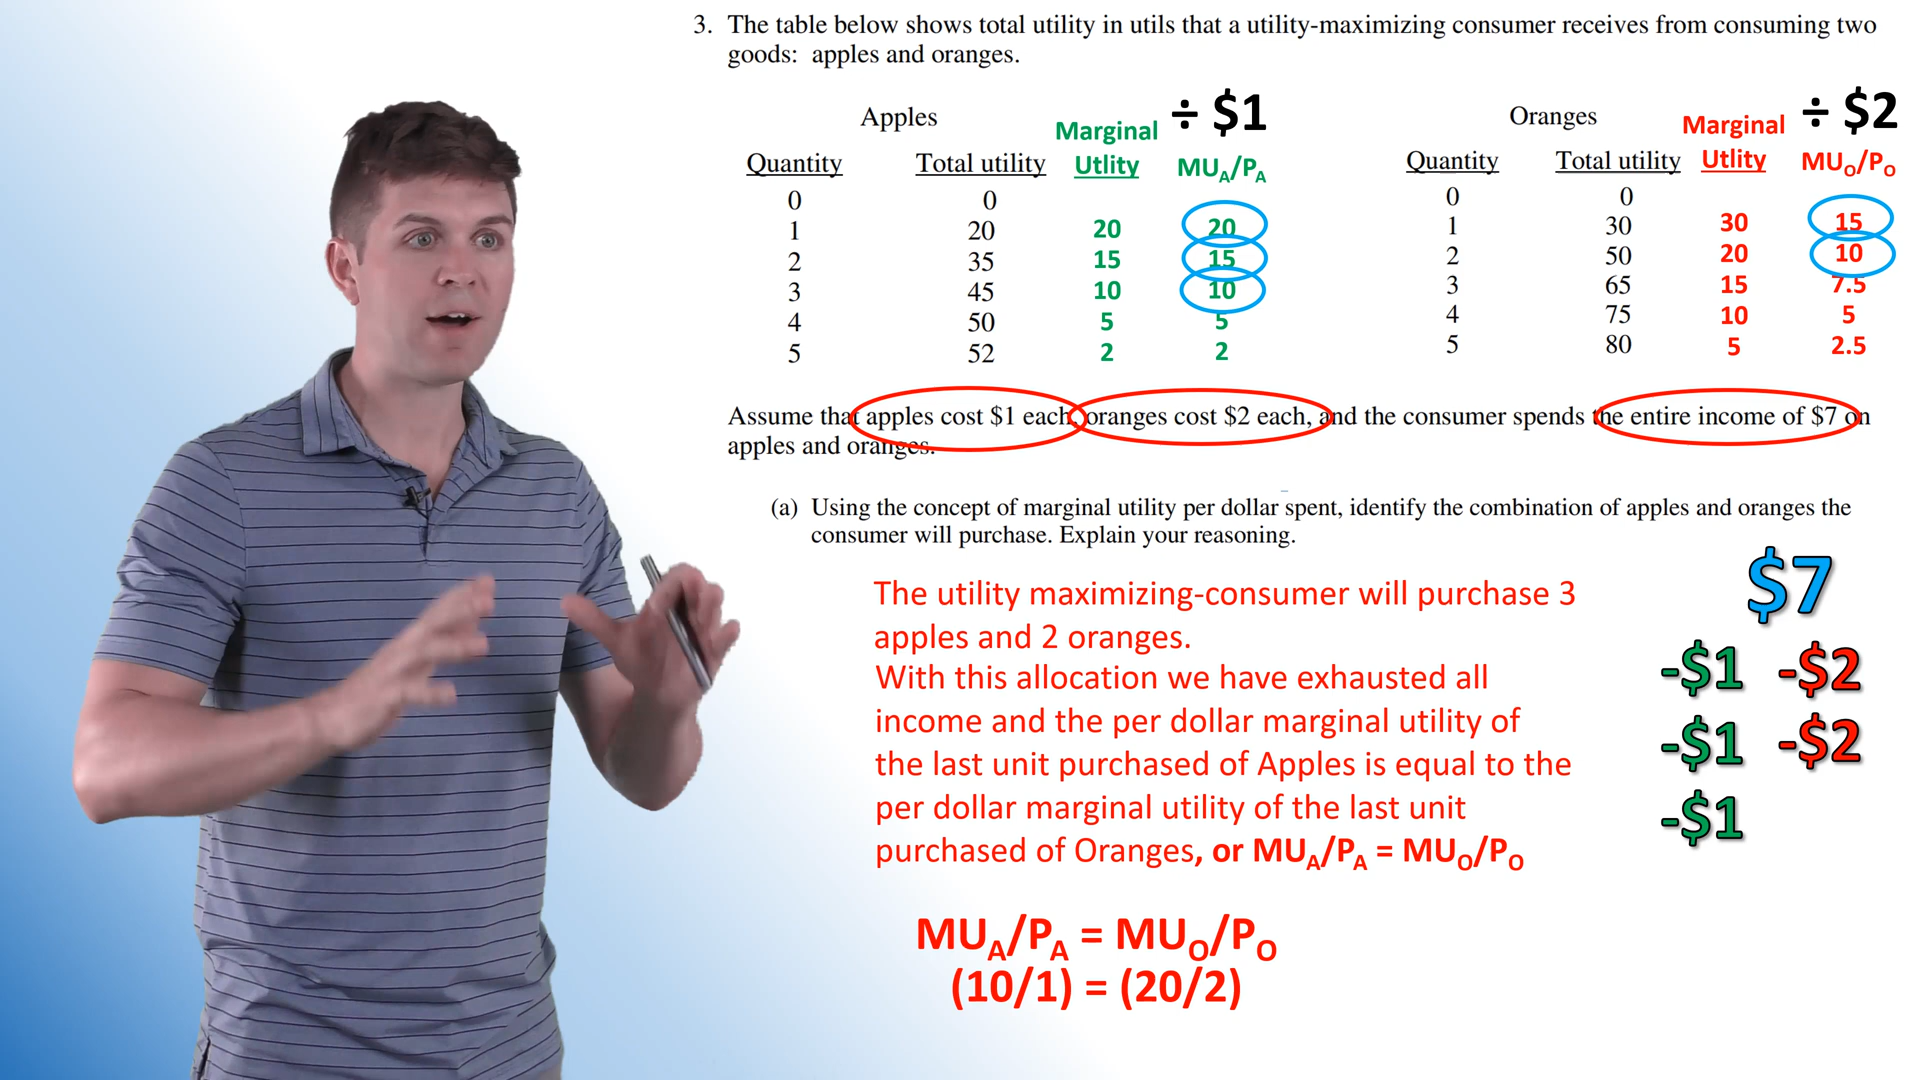 3. The table below shows total utility in utils that a utility-maximizing consumer receives from consuming two
goods: apples and oranges.
Apples Marginal ÷ $1
Quantity Total utility Utlity MUA/PA
0 0
1 20 20 20
2 35 15 15
3 45 10 10
4 50 5 5
5 52 2 2
Oranges Marginal ÷ $2
Quantity Total utility Utlity MUO/PO
0 0
1 30 30 15
2 50 20 10
3 65 15 7.5
4 75 10 5
5 80 5 2.5
Assume that apples cost $1 each, oranges cost $2 each, and the consumer spends the entire income of $7 on
apples and oranges.
(a) Using the concept of marginal utility per dollar spent, identify the combination of apples and oranges the
consumer will purchase. Explain your reasoning.
The utility maximizing-consumer will purchase 3
apples and 2 oranges.
With this allocation we have exhausted all
income and the per dollar marginal utility of
the last unit purchased of Apples is equal to the
per dollar marginal utility of the last unit
purchased of Oranges, or MUA/PA = MUO/PO
MUA/PA = MUO/PO
(10/1) = (20/2)
$7
-$1 -$2
-$1 -$2
-$1